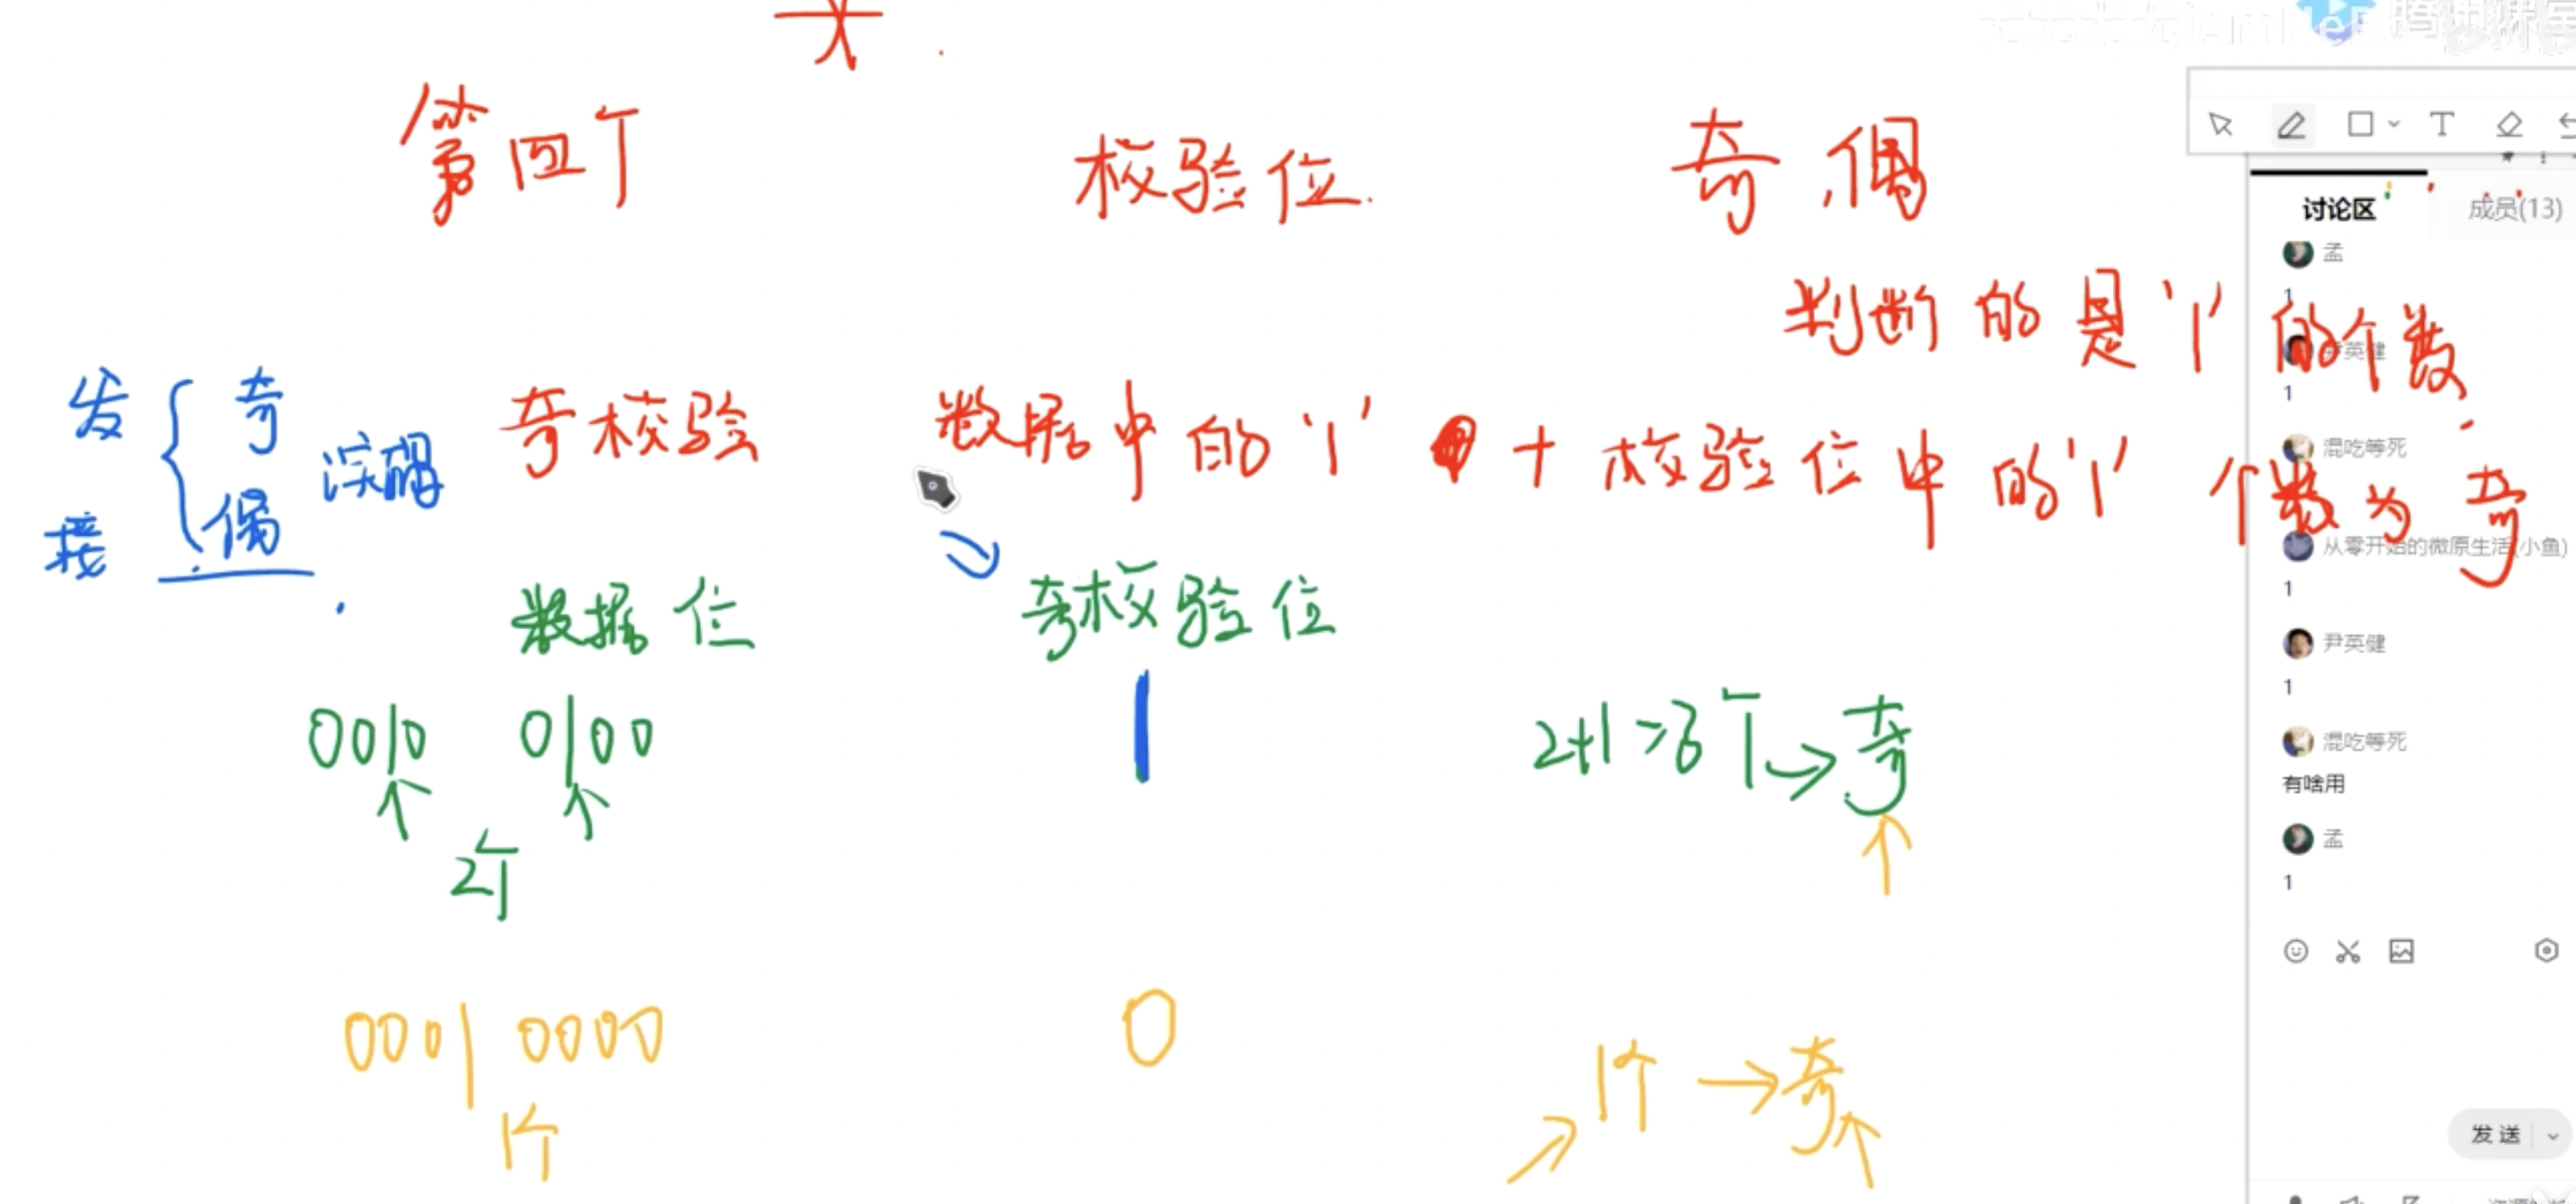 第四个 校验位 奇,偶
判断的是'1'的个数
发 { 奇 偶
接
奇校验 数据中的'1' + 校验位中的'1'个数为奇
数据位 奇校验位
0010 0100 1 2+1=>3个→奇
2个
0001 0000 0
1个→奇
1个
讨论区 成员(13)
孟
1
尹英健
1
混吃等死
从零开始的微原生活(小鱼)
1
尹英健
1
混吃等死
有啥用
孟
1
发送